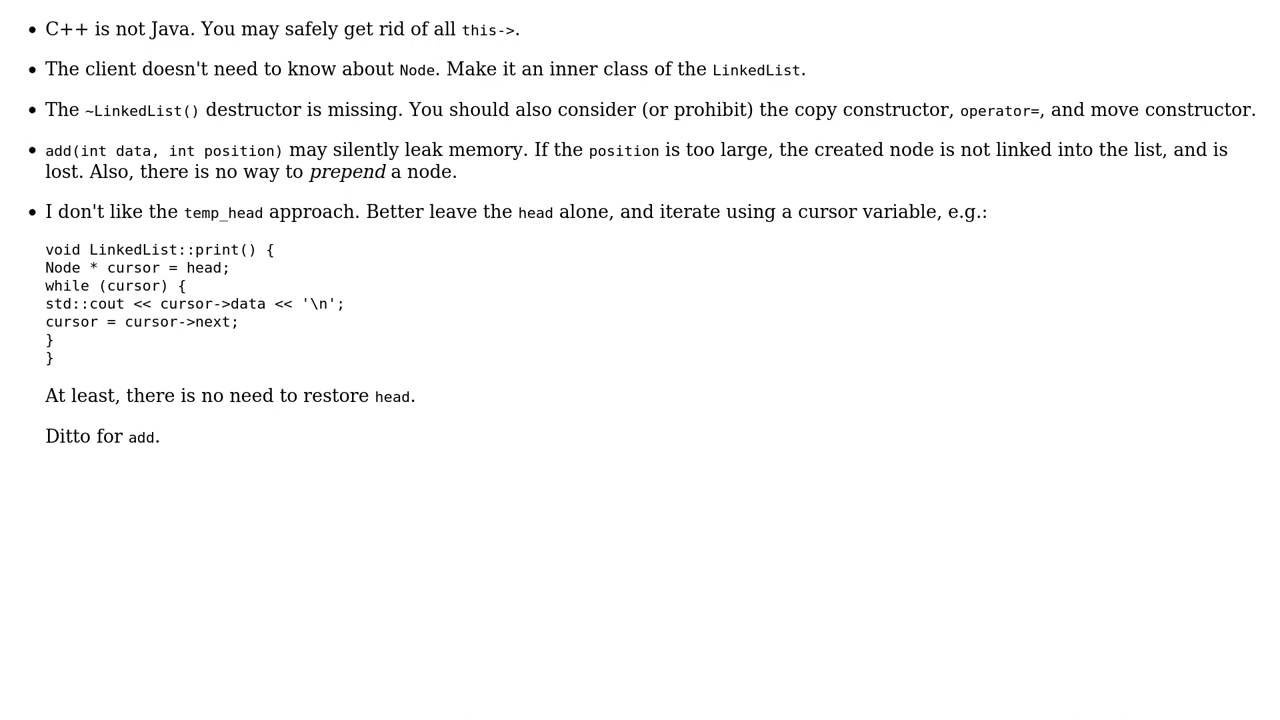 • C++ is not Java. You may safely get rid of all this->.
• The client doesn't need to know about Node. Make it an inner class of the LinkedList.
• The ~LinkedList() destructor is missing. You should also consider (or prohibit) the copy constructor, operator=, and move constructor.
• add(int data, int position) may silently leak memory. If the position is too large, the created node is not linked into the list, and is
lost. Also, there is no way to prepend a node.
• I don't like the temp_head approach. Better leave the head alone, and iterate using a cursor variable, e.g.:
void LinkedList::print() {
Node * cursor = head;
while (cursor) {
std::cout << cursor->data << '\n';
cursor = cursor->next;
}
}
At least, there is no need to restore head.
Ditto for add.